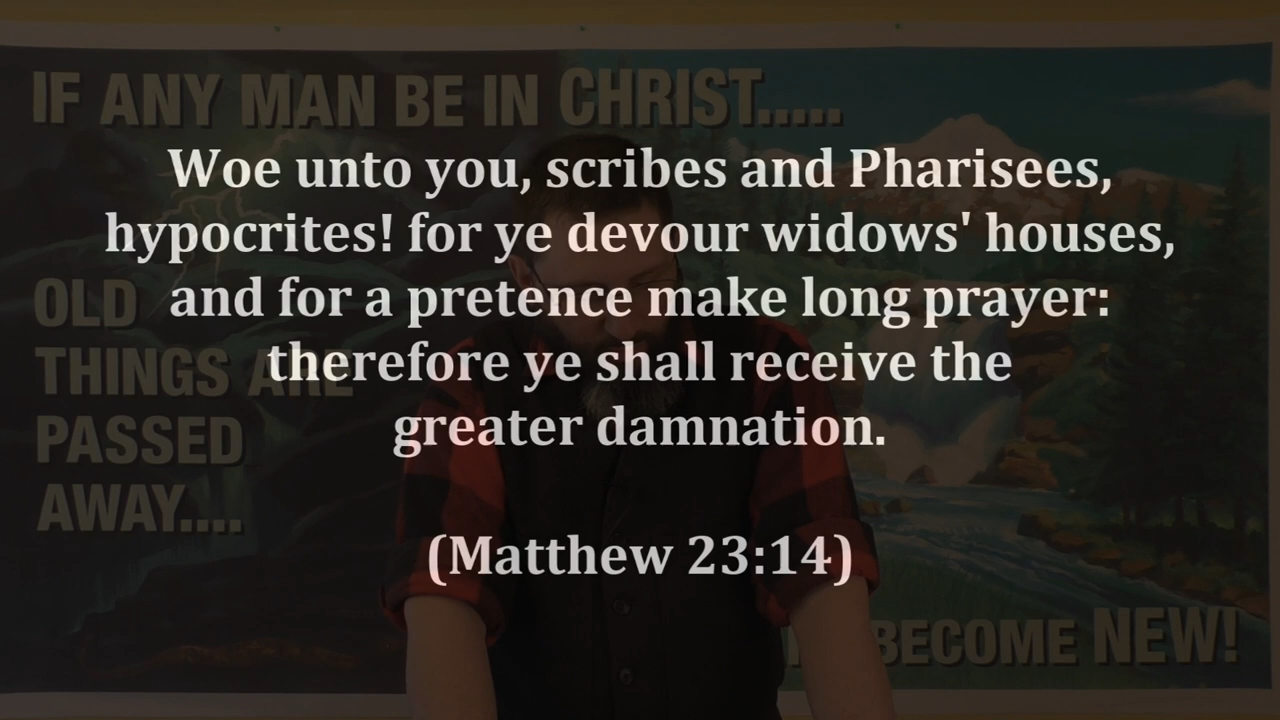 IF ANY MAN BE IN CHRIST.....
Woe unto you, scribes and Pharisees,
hypocrites! for ye devour widows' houses,
and for a pretence make long prayer:
therefore ye shall receive the
greater damnation.
(Matthew 23:14)
OLD
THINGS ARE
PASSED
AWAY....
BECOME NEW!